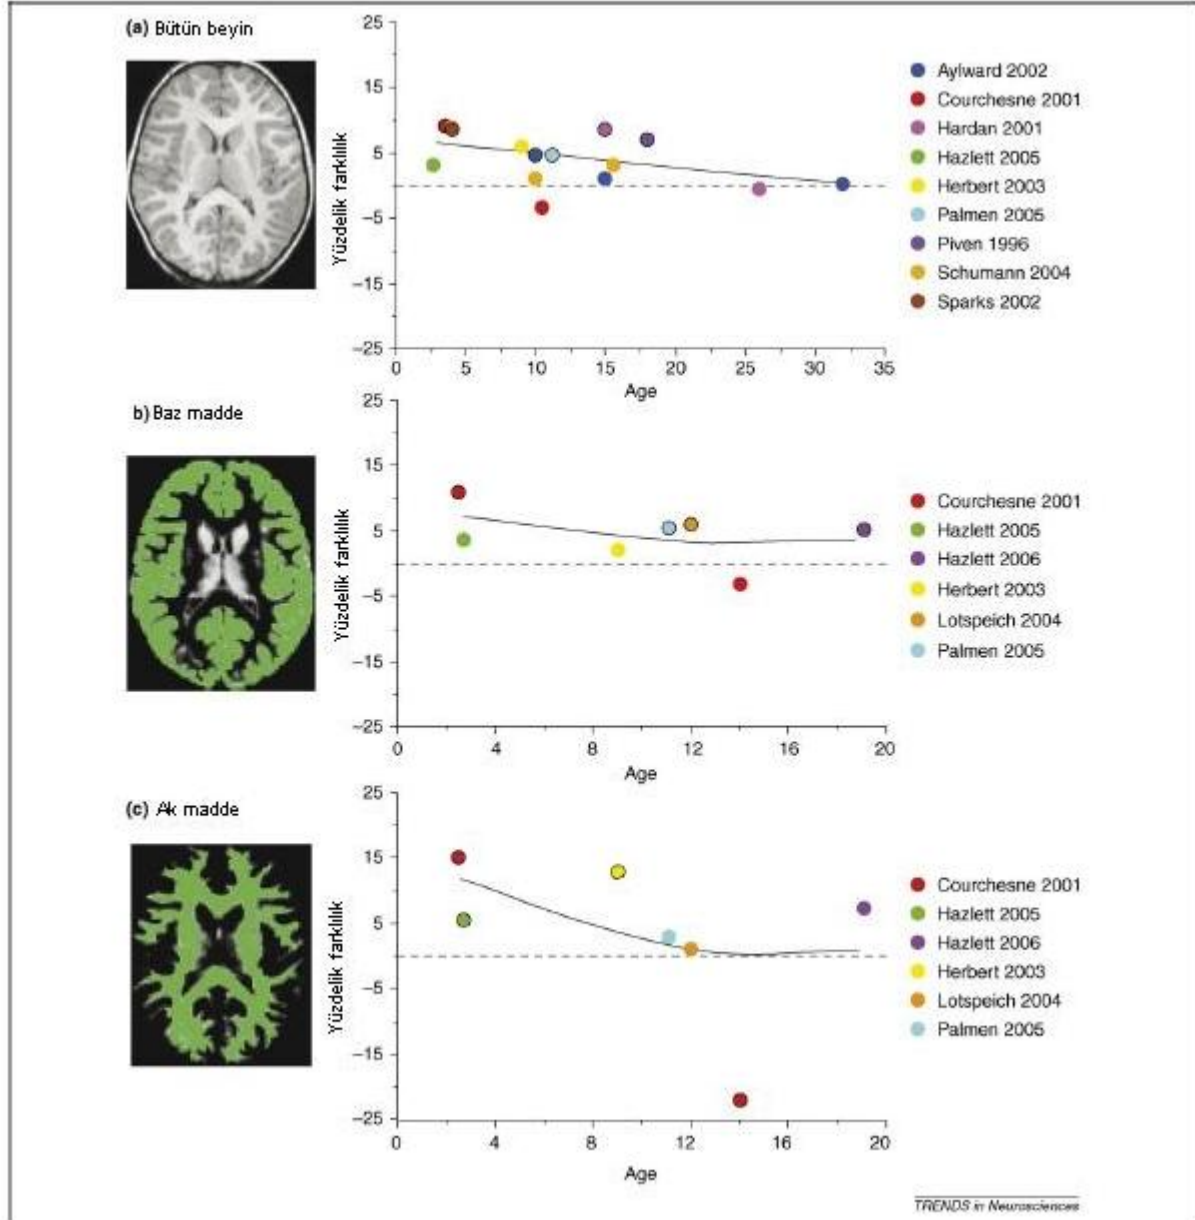 (a) Bütün beyin
25
15
5
−5
−15
−25
Yüzdelik farklılık
0 5 10 15 20 25 30 35
Age
Aylward 2002
Courchesne 2001
Hardan 2001
Hazlett 2005
Herbert 2003
Palmen 2005
Piven 1996
Schumann 2004
Sparks 2002
b) Baz madde
25
15
5
−5
−15
−25
Yüzdelik farklılık
0 4 8 12 16 20
Age
Courchesne 2001
Hazlett 2005
Hazlett 2006
Herbert 2003
Lotspeich 2004
Palmen 2005
(c) Ak madde
25
15
5
−5
−15
−25
Yüzdelik farklılık
0 4 8 12 16 20
Age
Courchesne 2001
Hazlett 2005
Hazlett 2006
Herbert 2003
Lotspeich 2004
Palmen 2005
TRENDS in Neurosciences